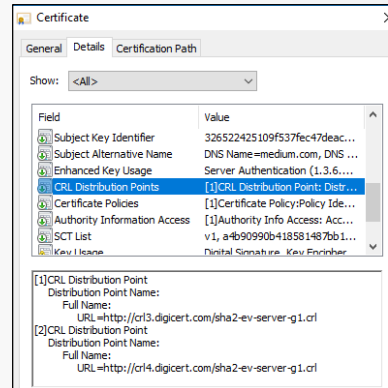 Certificate
General Details Certification Path
Show: <All>
Field Value
Subject Key Identifier 326522425109f537fec47deac...
Subject Alternative Name DNS Name=medium.com, DNS ...
Enhanced Key Usage Server Authentication (1.3.6....
CRL Distribution Points [1]CRL Distribution Point: Distr...
Certificate Policies [1]Certificate Policy:Policy Ide...
Authority Information Access [1]Authority Info Access: Acc...
SCT List v1, a4b90990b418581487bb1...
Key Usage Digital Signature, Key Encipher
[1]CRL Distribution Point
Distribution Point Name:
Full Name:
URL=http://crl3.digicert.com/sha2-ev-server-g1.crl
[2]CRL Distribution Point
Distribution Point Name:
Full Name:
URL=http://crl4.digicert.com/sha2-ev-server-g1.crl